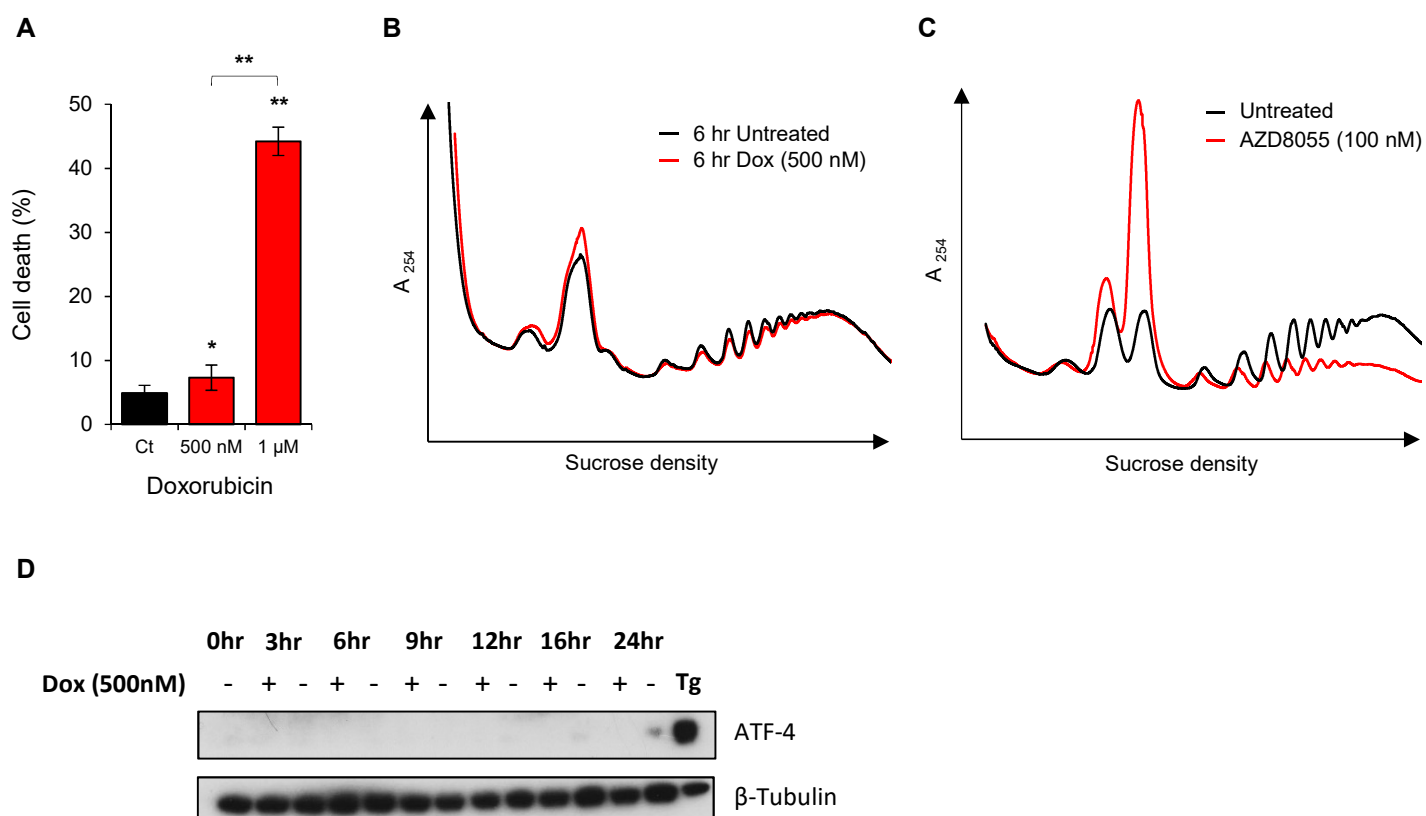 A
**
**
*
50
40
30
20
10
0
Cell death (%)
Ct 500 nM 1 µM
Doxorubicin
B
6 hr Untreated
6 hr Dox (500 nM)
A 254
Sucrose density
C
Untreated
AZD8055 (100 nM)
A 254
Sucrose density
D
0hr 3hr 6hr 9hr 12hr 16hr 24hr
Dox (500nM) - + - + - + - + - + - + - Tg
ATF-4
β-Tubulin